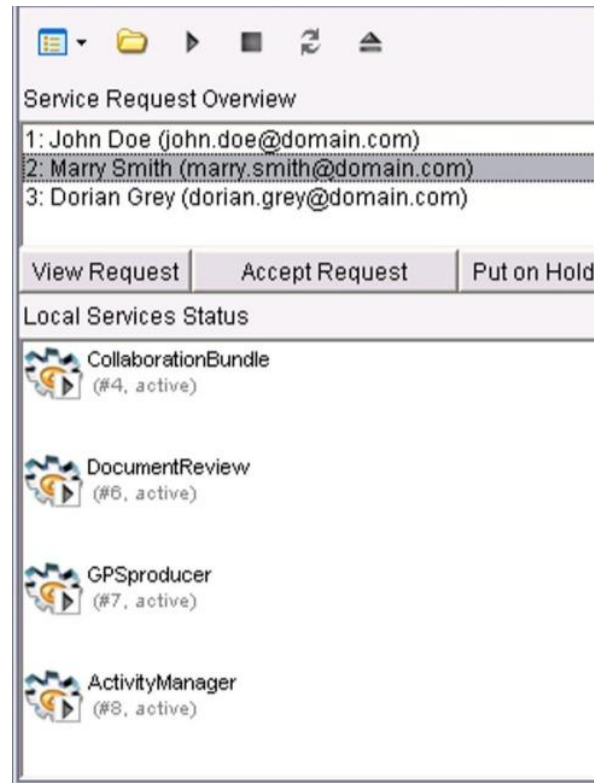 Service Request Overview
1: John Doe (john.doe@domain.com)
2: Marry Smith (marry.smith@domain.com)
3: Dorian Grey (dorian.grey@domain.com)
View Request Accept Request Put on Hold
Local Services Status
CollaborationBundle
(#4, active)
DocumentReview
(#6, active)
GPSproducer
(#7, active)
ActivityManager
(#8, active)